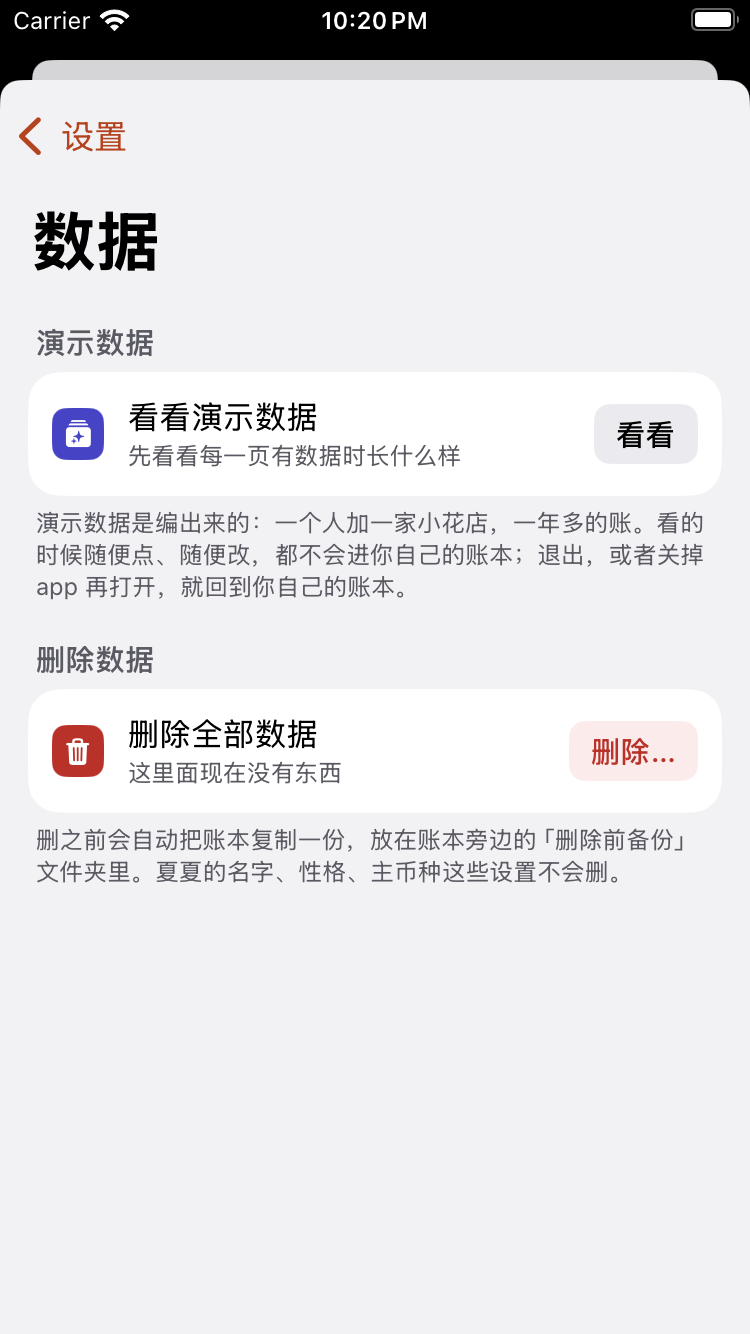 Carrier
10:20 PM
设置
数据
演示数据
看看演示数据
先看看每一页有数据时长什么样
看看
演示数据是编出来的：一个人加一家小花店，一年多的账。看的
时候随便点、随便改，都不会进你自己的账本；退出，或者关掉
app 再打开，就回到你自己的账本。
删除数据
删除全部数据
这里面现在没有东西
删除…
删之前会自动把账本复制一份，放在账本旁边的「删除前备份」
文件夹里。夏夏的名字、性格、主币种这些设置不会删。